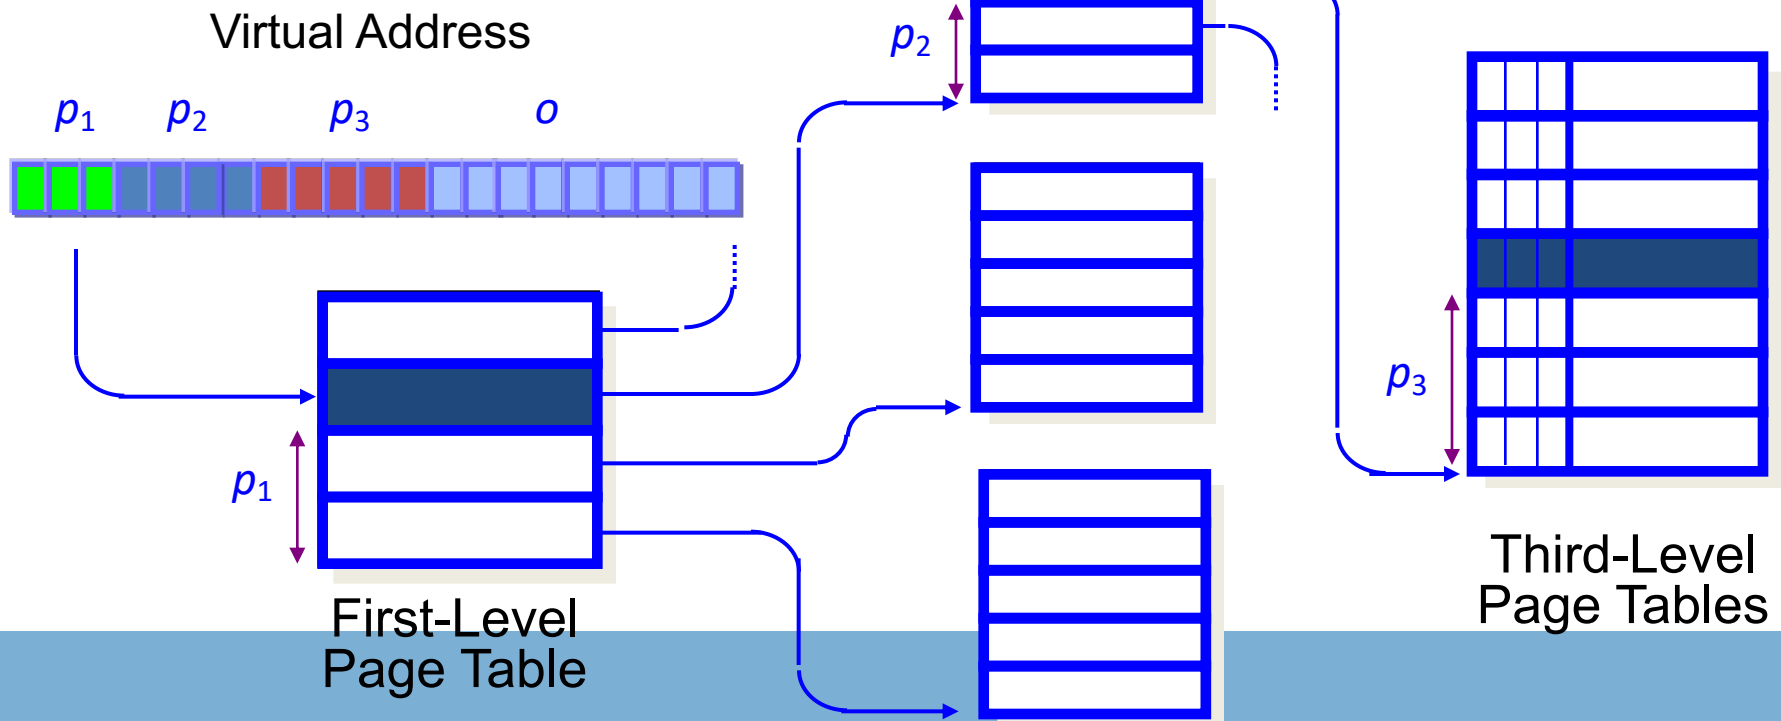 Virtual Address
p₂
p₁ p₂ p₃ o
p₃
p₁
First-Level
Page Table
Third-Level
Page Tables